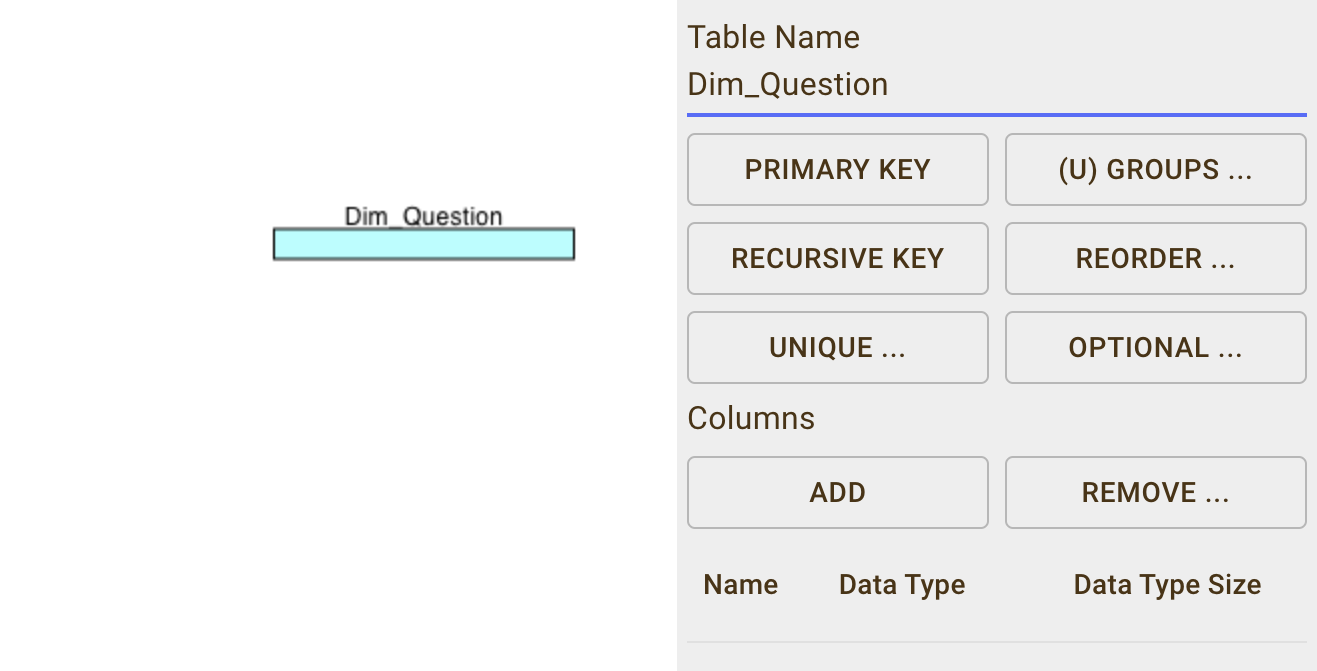 Dim_Question
Table Name
Dim_Question
PRIMARY KEY
(U) GROUPS ...
RECURSIVE KEY
REORDER ...
UNIQUE ...
OPTIONAL ...
Columns
ADD
REMOVE ...
Name Data Type Data Type Size